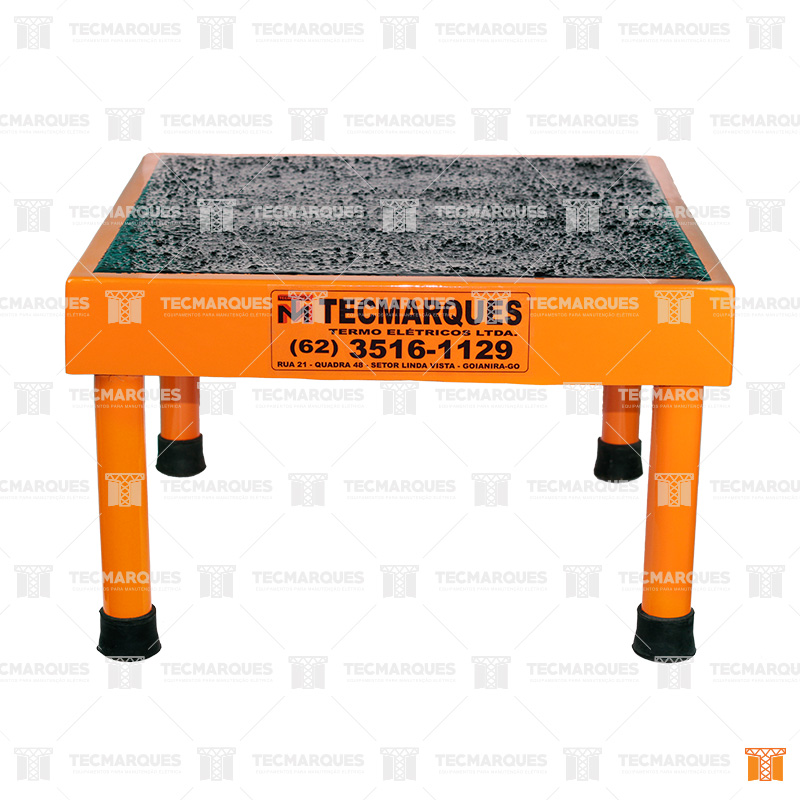 TECMARQUES
TERMO ELÉTRICOS LTDA.
(62) 3516-1129
RUA 21 - QUADRA 48 - SETOR LINDA VISTA - GOIANIRA-GO
TECMARQUES
EQUIPAMENTOS PARA MANUTENÇÃO ELÉTRICA